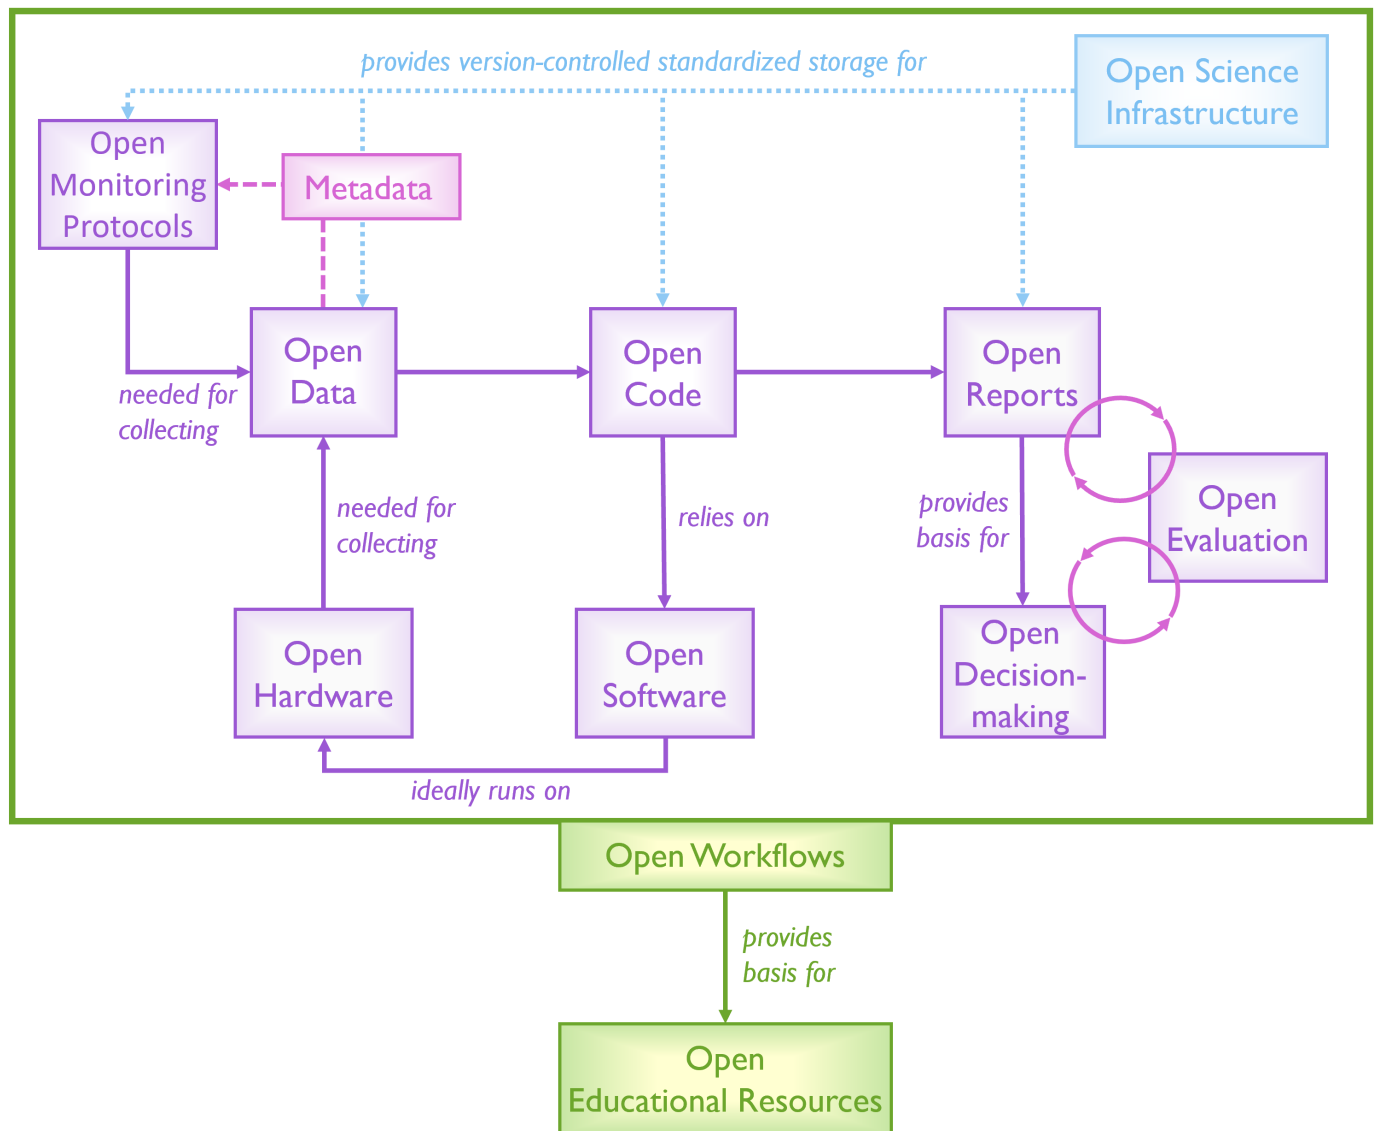 provides version-controlled standardized storage for
Open Science
Infrastructure
Open
Monitoring
Protocols
Metadata
Open
Data
Open
Code
Open
Reports
needed for
collecting
needed for
collecting
relies on
provides
basis for
Open
Evaluation
Open
Hardware
Open
Software
Open
Decision-
making
ideally runs on
Open Workflows
provides
basis for
Open
Educational Resources